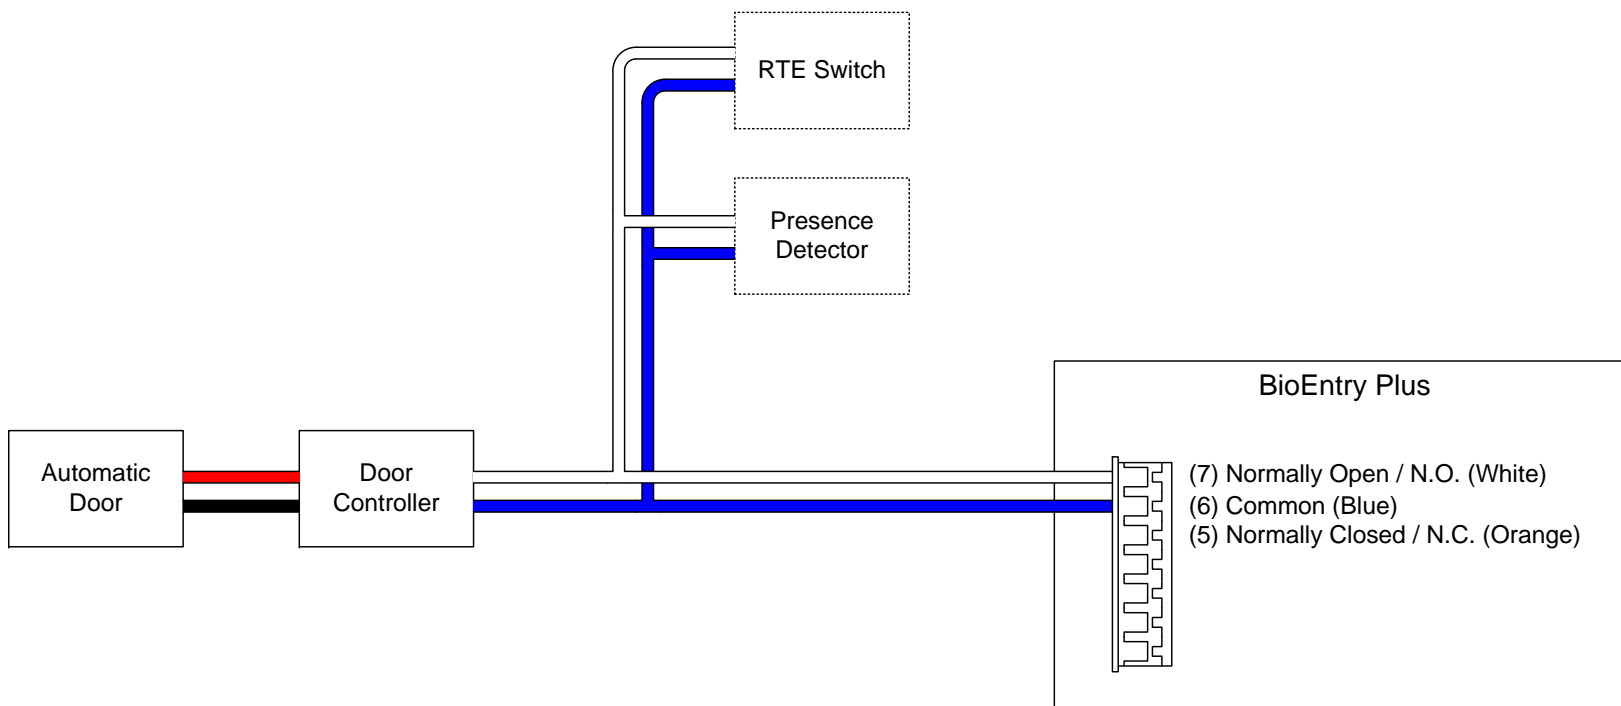 RTE Switch
Presence
Detector
BioEntry Plus
Automatic
Door
Door
Controller
(7) Normally Open / N.O. (White)
(6) Common (Blue)
(5) Normally Closed / N.C. (Orange)